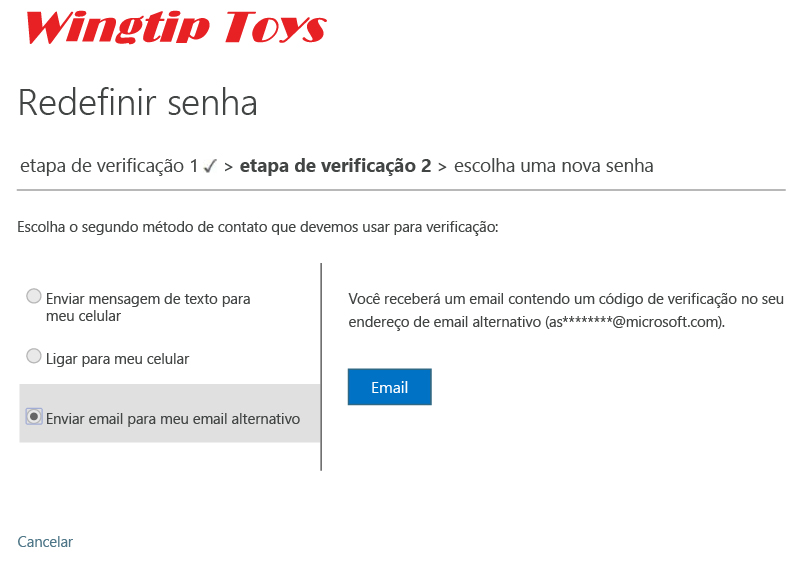 Wingtip Toys
Redefinir senha
etapa de verificação 1 ✓ > etapa de verificação 2 > escolha uma nova senha
Escolha o segundo método de contato que devemos usar para verificação:
Enviar mensagem de texto para
meu celular
Ligar para meu celular
Enviar email para meu email alternativo
Você receberá um email contendo um código de verificação no seu
endereço de email alternativo (as********@microsoft.com).
Email
Cancelar